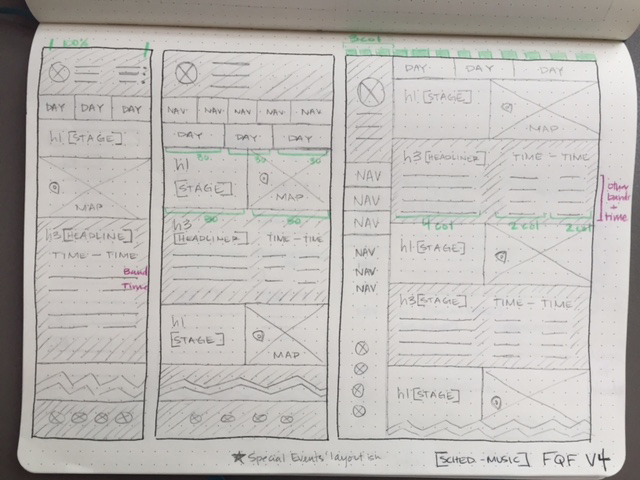 100%
DAY DAY DAY
h1 [STAGE]
MAP
h3 [HEADLINE]
TIME - TIME
Band
Time
NAV NAV NAV NAV NAV
DAY DAY DAY
50 50 50
h1
[STAGE]
MAP
50 50
h3
[HEADLINER] TIME - TIME
h1
[STAGE]
MAP
3 col
DAY DAY DAY
h1 [STAGE]
MAP
h3 [HEADLINER] TIME - TIME
NAV
NAV
NAV
4 col 2 col 2 col
other
bands
+
time
h1 [STAGE]
NAV
NAV
NAV
h3 [STAGE] TIME - TIME
h1 [STAGE]
★ Special Events' layout ish
[SCHED - MUSIC] FQF V4